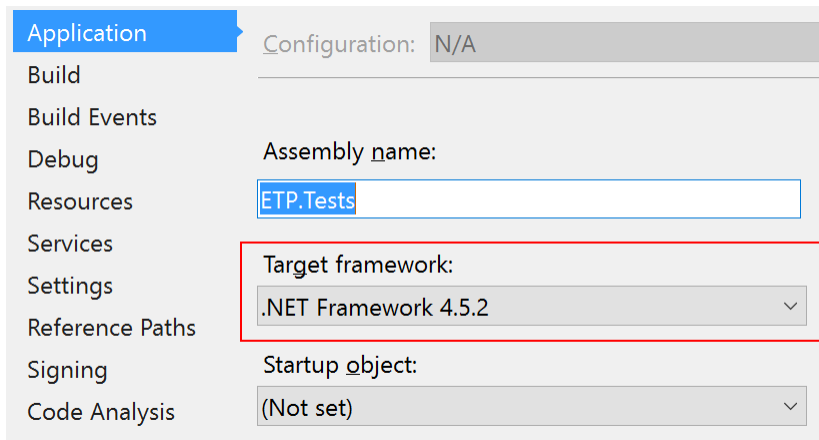 Application
Build
Build Events
Debug
Resources
Services
Settings
Reference Paths
Signing
Code Analysis
Configuration: N/A
Assembly name:
ETP.Tests
Target framework:
.NET Framework 4.5.2
Startup object:
(Not set)